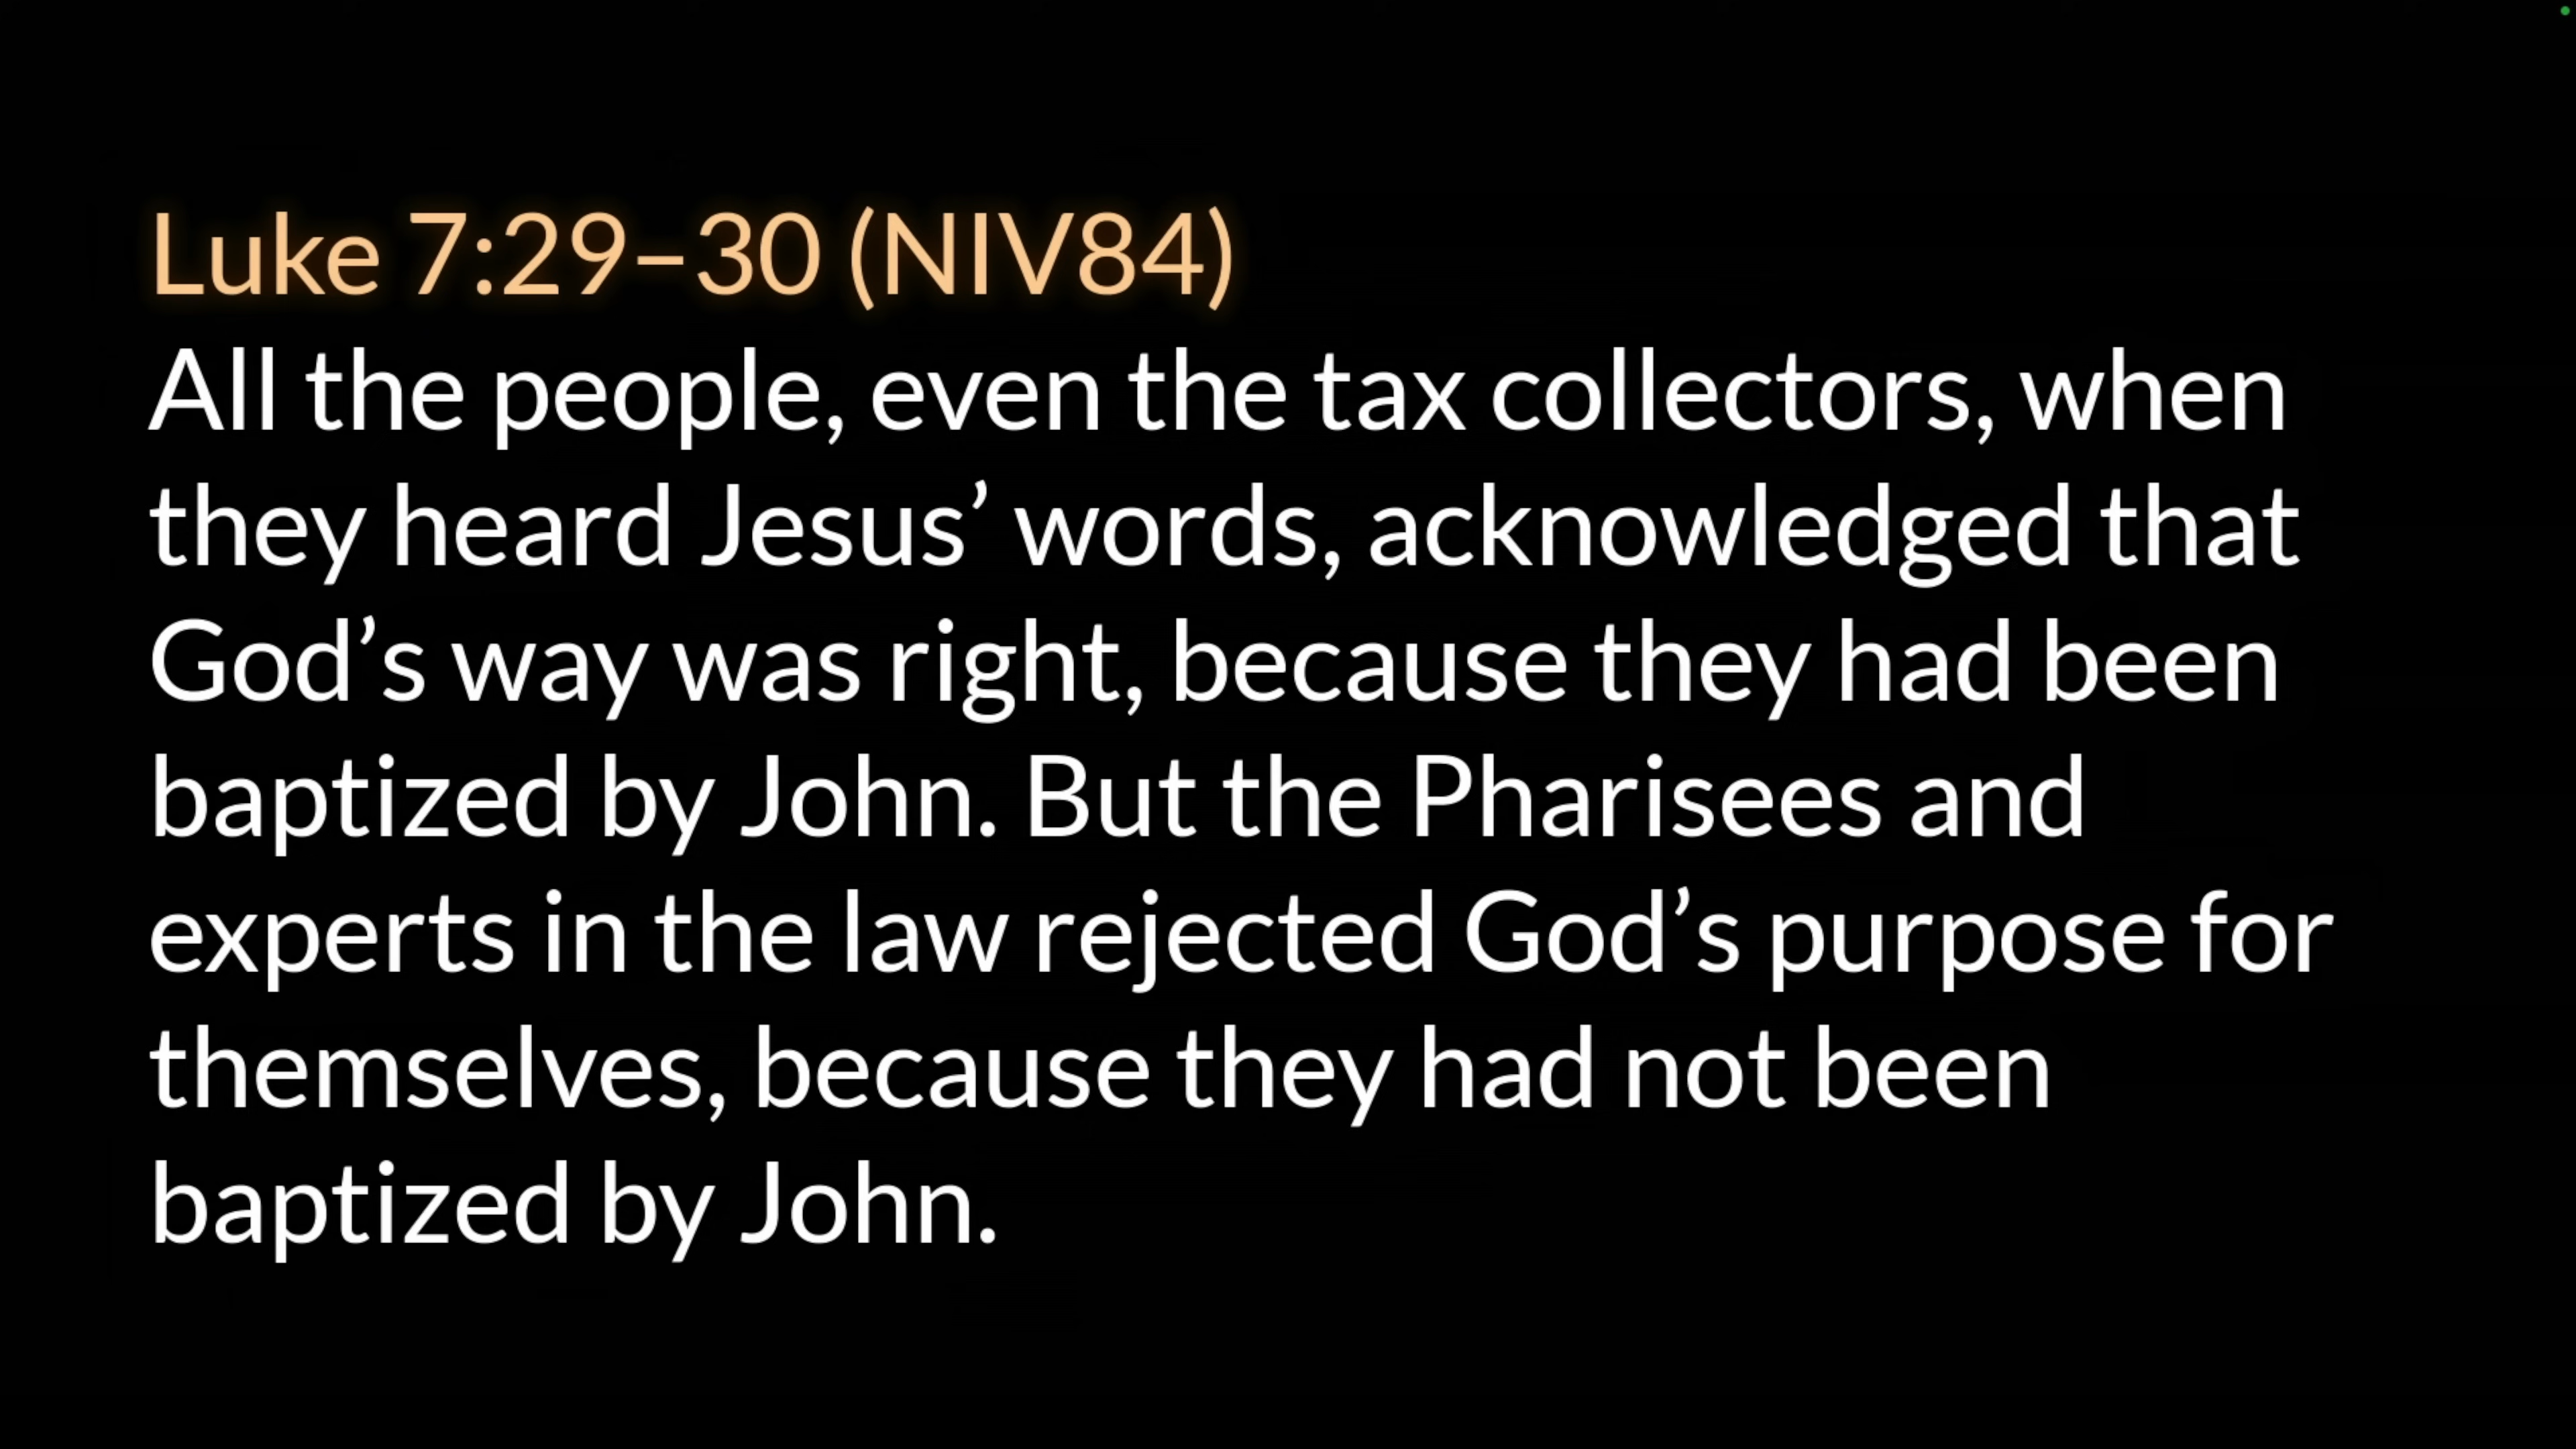 Luke 7:29–30 (NIV84)
All the people, even the tax collectors, when
they heard Jesus’ words, acknowledged that
God’s way was right, because they had been
baptized by John. But the Pharisees and
experts in the law rejected God’s purpose for
themselves, because they had not been
baptized by John.